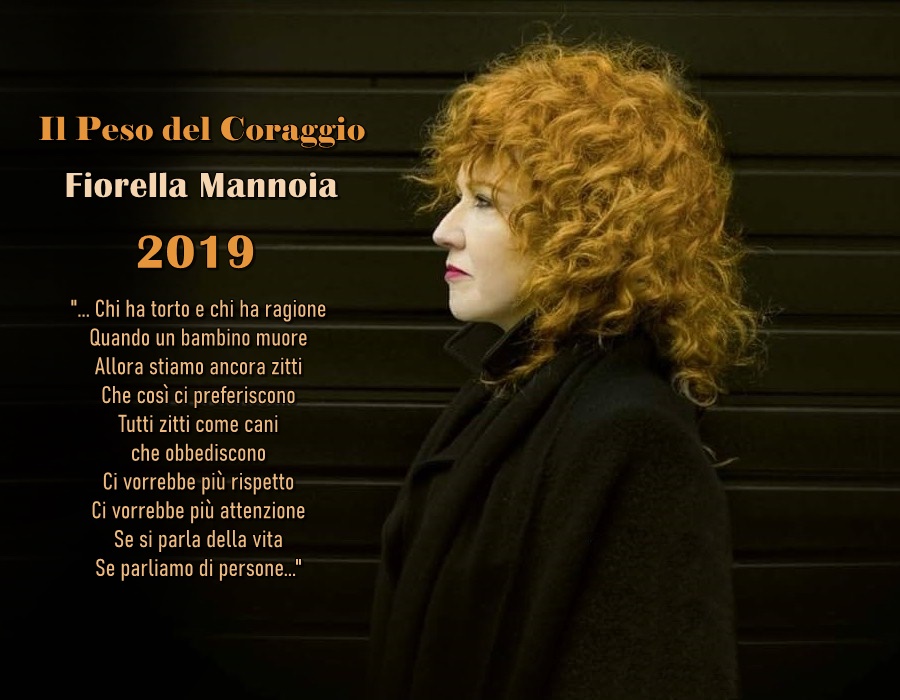 Il Peso del Coraggio
Fiorella Mannoia
2019
"... Chi ha torto e chi ha ragione
Quando un bambino muore
Allora stiamo ancora zitti
Che così ci preferiscono
Tutti zitti come cani
che obbediscono
Ci vorrebbe più rispetto
Ci vorrebbe più attenzione
Se si parla della vita
Se parliamo di persone..."